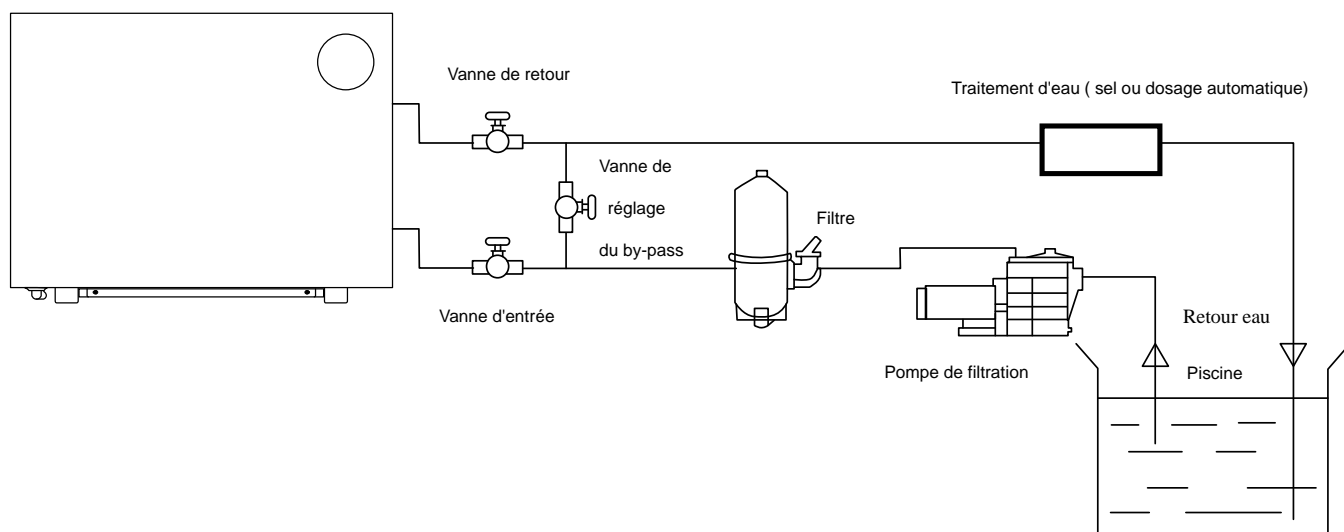 Vanne de retour
Traitement d'eau ( sel ou dosage automatique)
Vanne de
réglage
du by-pass
Filtre
Vanne d'entrée
Retour eau
Pompe de filtration
Piscine